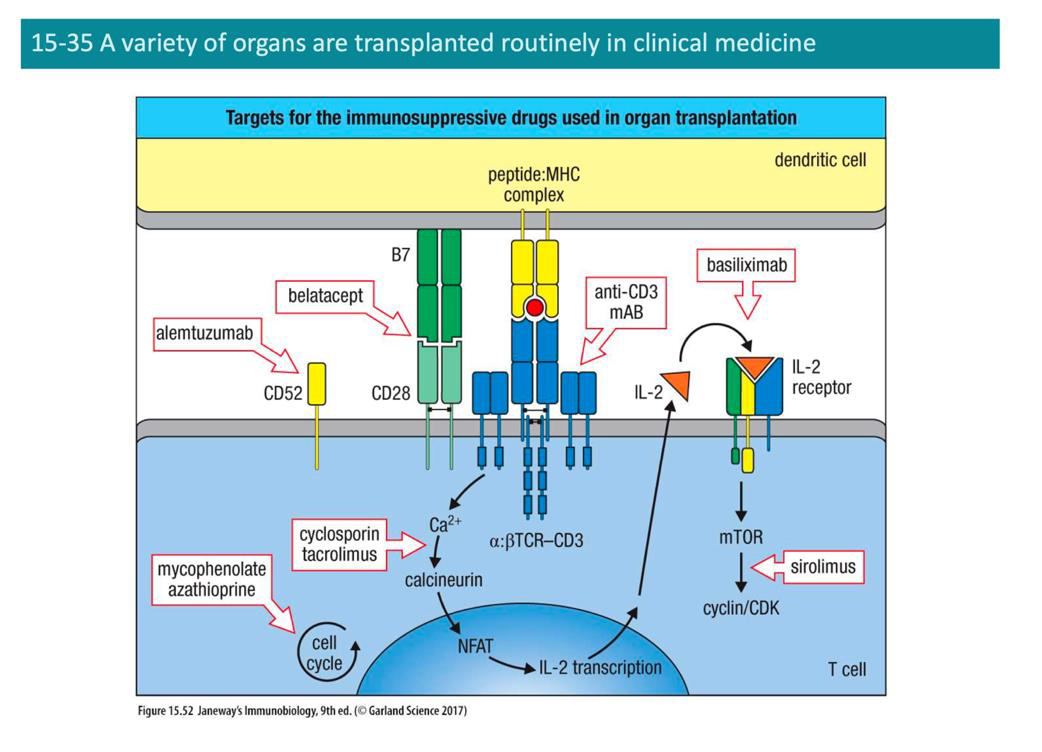 15-35 A variety of organs are transplanted routinely in clinical medicine
Targets for the immunosuppressive drugs used in organ transplantation
dendritic cell
peptide:MHC
complex
B7
basiliximab
belatacept
anti-CD3
mAB
alemtuzumab
CD52
CD28
IL-2
IL-2
receptor
Ca²⁺
α:βTCR–CD3
cyclosporin
tacrolimus
mTOR
calcineurin
sirolimus
mycophenolate
azathioprine
cyclin/CDK
cell
cycle
NFAT
IL-2 transcription
T cell
Figure 15.52 Janeway's Immunobiology, 9th ed. (© Garland Science 2017)